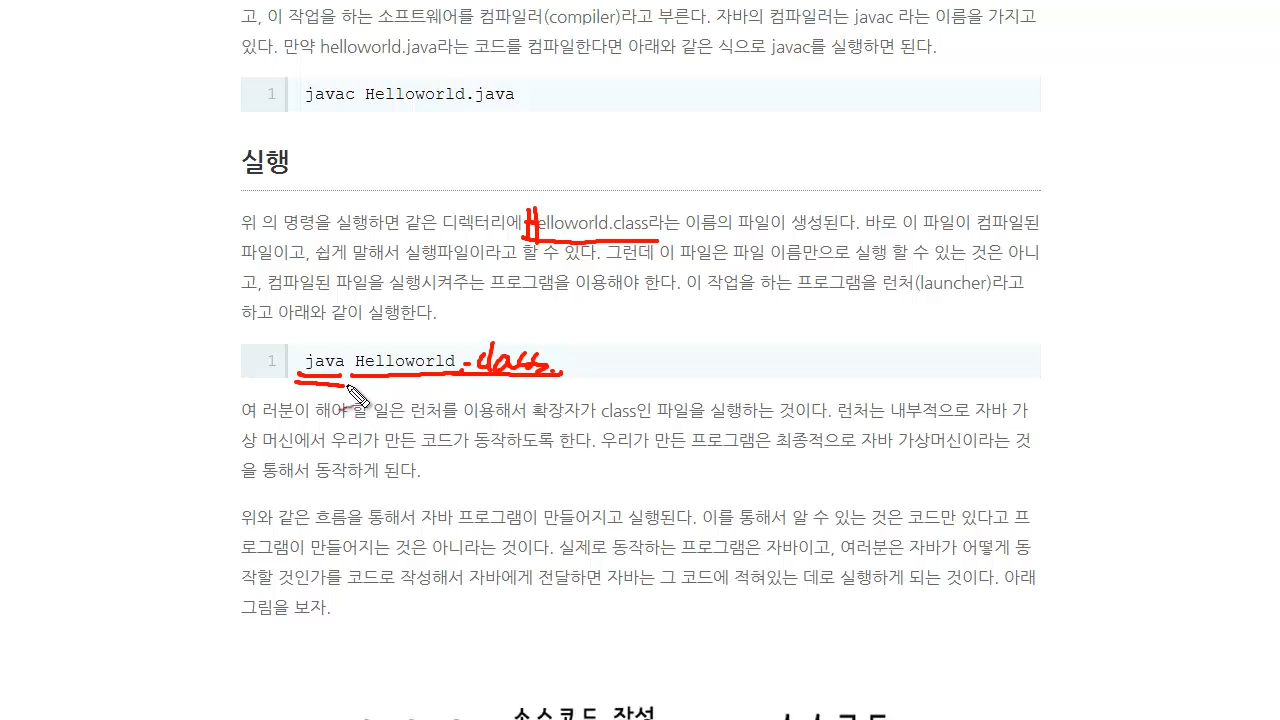 고, 이 작업을 하는 소프트웨어를 컴파일러(compiler)라고 부른다. 자바의 컴파일러는 javac 라는 이름을 가지고
있다. 만약 helloworld.java라는 코드를 컴파일한다면 아래와 같은 식으로 javac를 실행하면 된다.
1 javac Helloworld.java
실행
위 의 명령을 실행하면 같은 디렉터리에 Helloworld.class라는 이름의 파일이 생성된다. 바로 이 파일이 컴파일된
파일이고, 쉽게 말해서 실행파일이라고 할 수 있다. 그런데 이 파일은 파일 이름만으로 실행 할 수 있는 것은 아니
고, 컴파일된 파일을 실행시켜주는 프로그램을 이용해야 한다. 이 작업을 하는 프로그램을 런처(launcher)라고
하고 아래와 같이 실행한다.
1 java Helloworld .class
여 러분이 해야 할 일은 런처를 이용해서 확장자가 class인 파일을 실행하는 것이다. 런처는 내부적으로 자바 가
상 머신에서 우리가 만든 코드가 동작하도록 한다. 우리가 만든 프로그램은 최종적으로 자바 가상머신이라는 것
을 통해서 동작하게 된다.
위와 같은 흐름을 통해서 자바 프로그램이 만들어지고 실행된다. 이를 통해서 알 수 있는 것은 코드만 있다고 프
로그램이 만들어지는 것은 아니라는 것이다. 실제로 동작하는 프로그램은 자바이고, 여러분은 자바가 어떻게 동
작할 것인가를 코드로 작성해서 자바에게 전달하면 자바는 그 코드에 적혀있는 데로 실행하게 되는 것이다. 아래
그림을 보자.
소스코드 작성